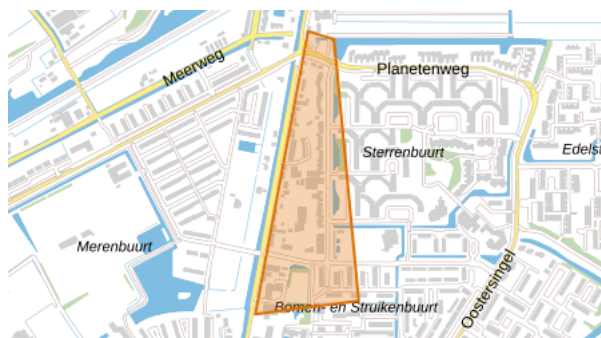 Meerweg
Planetenweg
Sterrenbuurt
Edelst
Merenbuurt
Oostersingel
Bomen- en Struikenbuurt